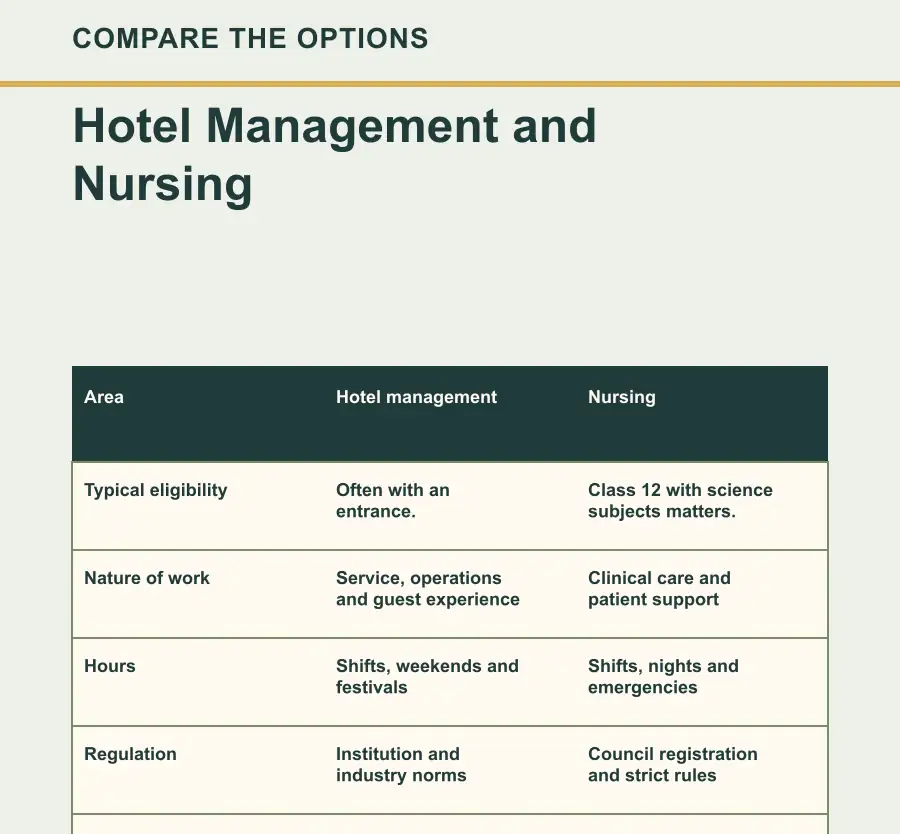 COMPARE THE OPTIONS
Hotel Management and
Nursing
Area
Hotel management
Nursing
Typical eligibility
Often with an
entrance.
Class 12 with science
subjects matters.
Nature of work
Service, operations
and guest experience
Clinical care and
patient support
Hours
Shifts, weekends and
festivals
Shifts, nights and
emergencies
Regulation
Institution and
industry norms
Council registration
and strict rules